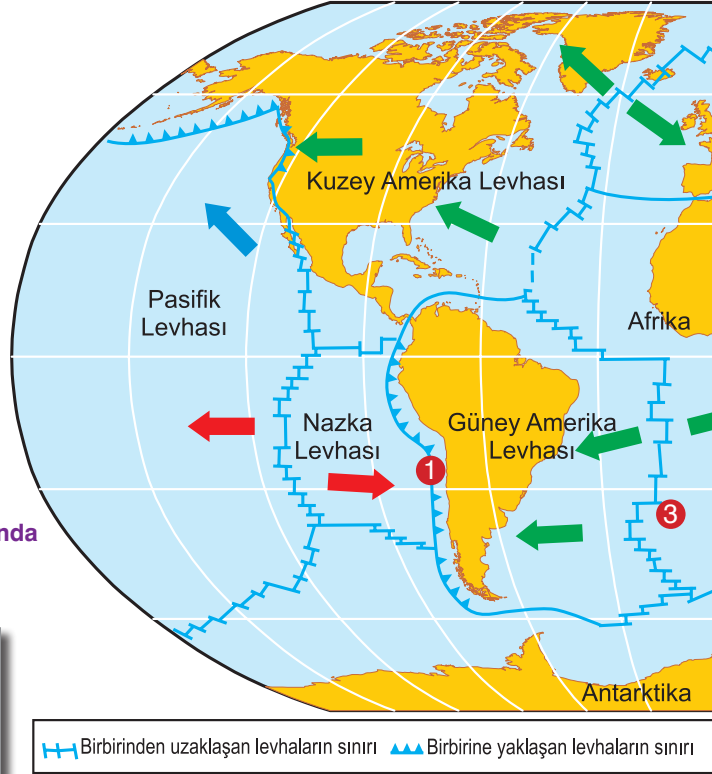 Kuzey Amerika Levhası
Pasifik
Levhası
Afrika
Nazka
Levhası
Güney Amerika
Levhası
1
3
nda
Antarktika
Birbirinden uzaklaşan levhaların sınırı
Birbirine yaklaşan levhaların sınırı